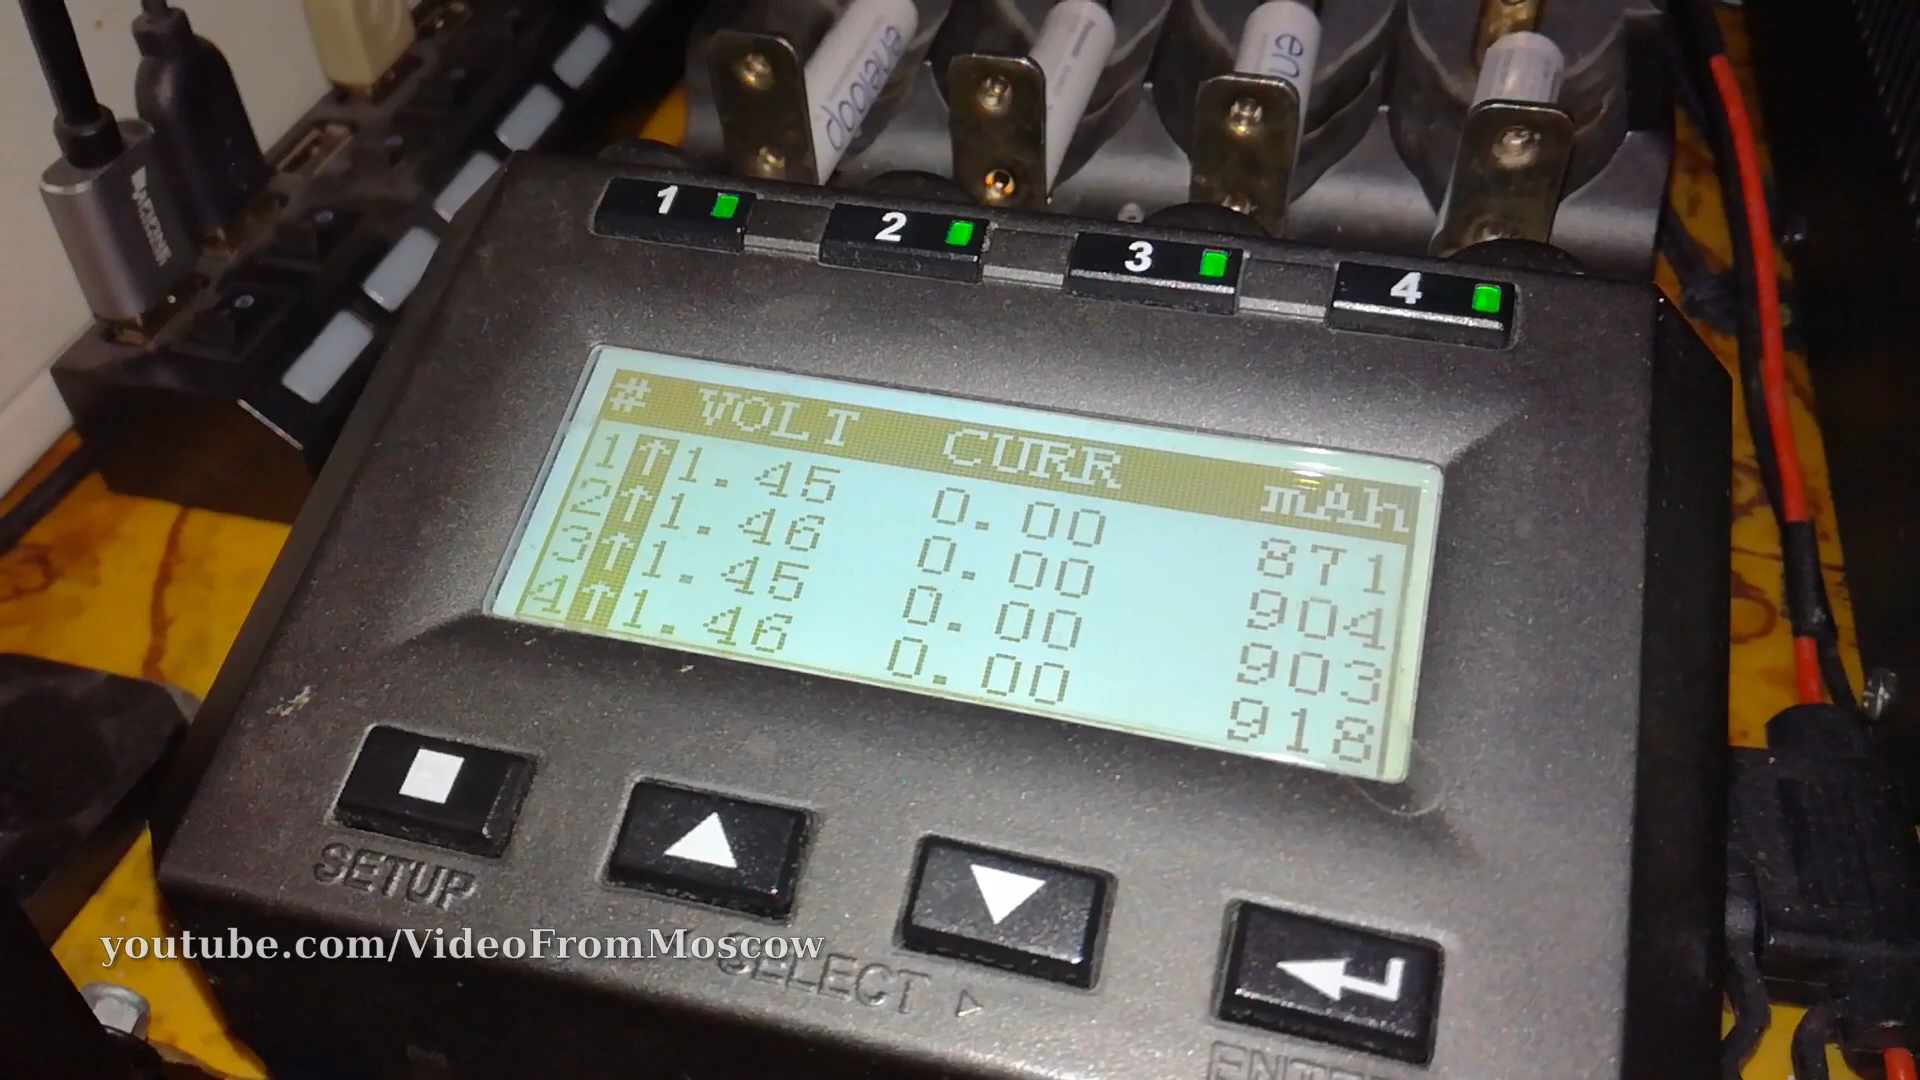 eneloop
en
1
2
3
4
# VOLT CURR mAh
1↑1.45 0.00 871
2↑1.46 0.00 904
3↑1.45 0.00 903
4↑1.46 0.00 918
SETUP
SELECT
youtube.com/VideoFromMoscow